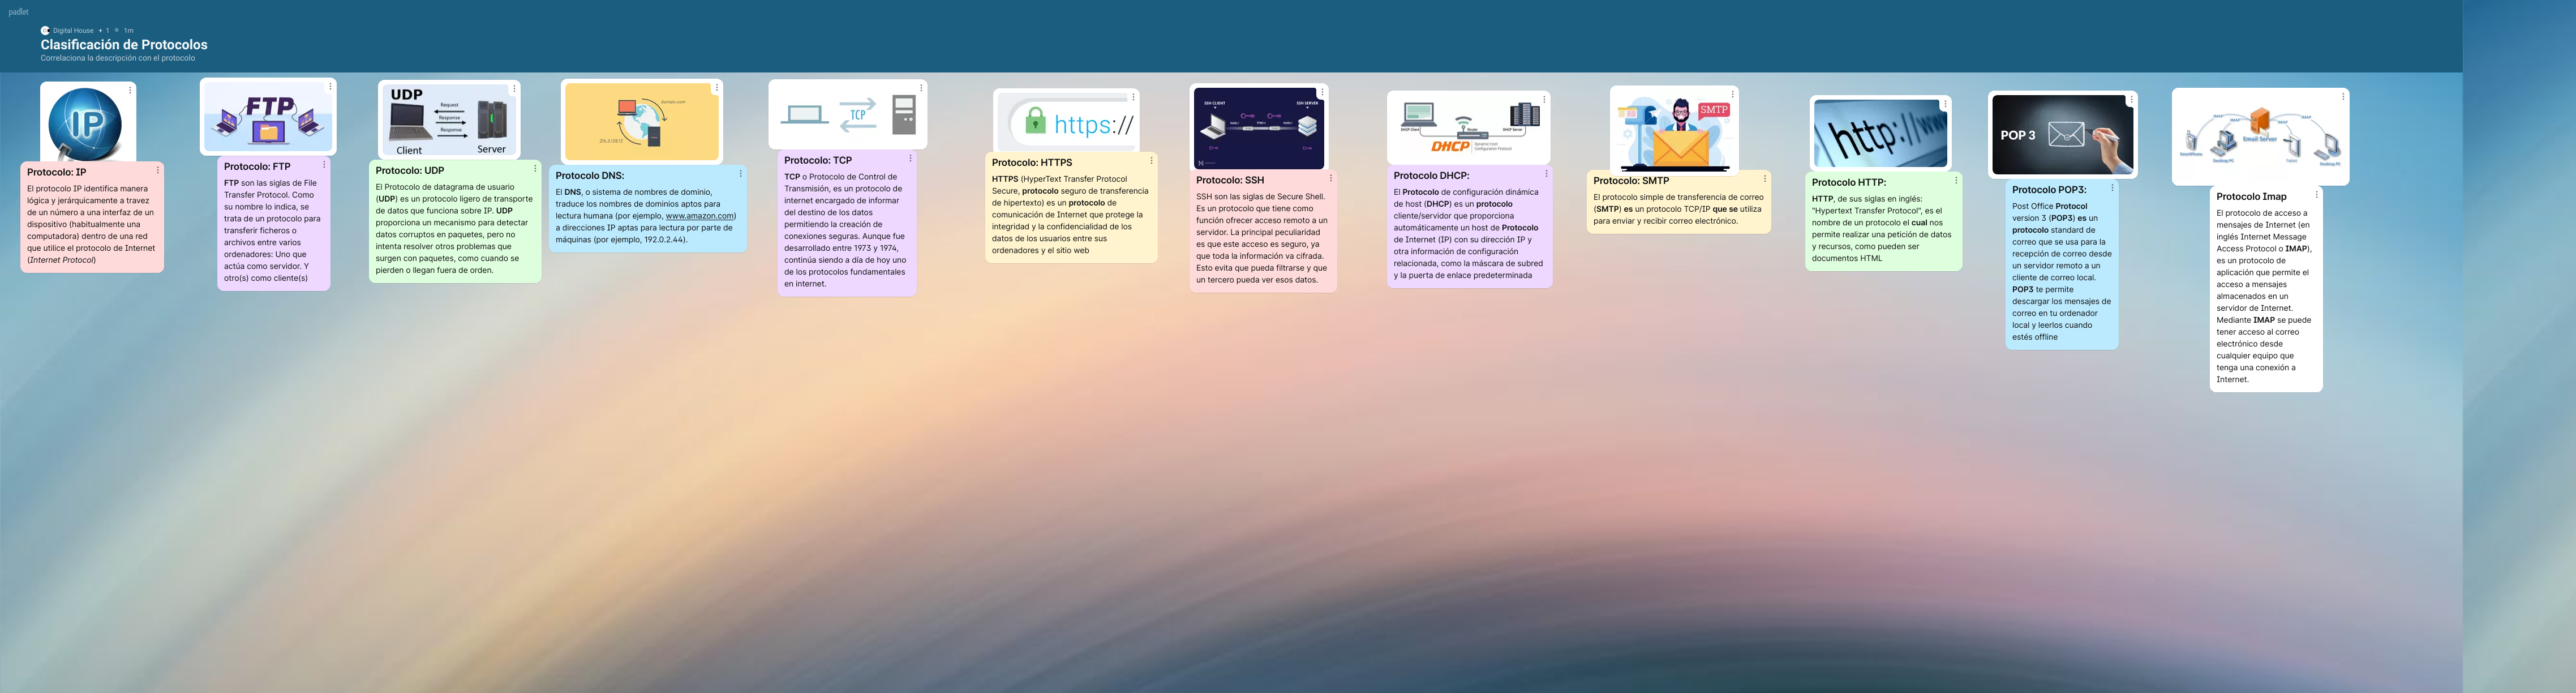 padlet
Digital House + 1 1m
Clasificación de Protocolos
Correlaciona la descripción con el protocolo
IP
Protocolo: IP
El protocolo IP identifica manera
lógica y jerárquicamente a travez
de un número a una interfaz de un
dispositivo (habitualmente una
computadora) dentro de una red
que utilice el protocolo de Internet
(Internet Protocol)
FTP
Protocolo: FTP
FTP son las siglas de File
Transfer Protocol. Como
su nombre lo indica, se
trata de un protocolo para
transferir ficheros o
archivos entre varios
ordenadores: Uno que
actúa como servidor. Y
otro(s) como cliente(s)
UDP
Request
Response
Response
Client
Server
Protocolo: UDP
El Protocolo de datagrama de usuario
(UDP) es un protocolo ligero de transporte
de datos que funciona sobre IP. UDP
proporciona un mecanismo para detectar
datos corruptos en paquetes, pero no
intenta resolver otros problemas que
surgen con paquetes, como cuando se
pierden o llegan fuera de orden.
domain.com
Protocolo DNS:
El DNS, o sistema de nombres de dominio,
traduce los nombres de dominios aptos para
lectura humana (por ejemplo, www.amazon.com)
a direcciones IP aptas para lectura por parte de
máquinas (por ejemplo, 192.0.2.44).
TCP
Protocolo: TCP
TCP o Protocolo de Control de
Transmisión, es un protocolo de
internet encargado de informar
del destino de los datos
permitiendo la creación de
conexiones seguras. Aunque fue
desarrollado entre 1973 y 1974,
continúa siendo a día de hoy uno
de los protocolos fundamentales
en internet.
https://
Protocolo: HTTPS
HTTPS (HyperText Transfer Protocol
Secure, protocolo seguro de transferencia
de hipertexto) es un protocolo de
comunicación de Internet que protege la
integridad y la confidencialidad de los
datos de los usuarios entre sus
ordenadores y el sitio web
SSH CLIENT
SSH SERVER
Protocolo: SSH
SSH son las siglas de Secure Shell.
Es un protocolo que tiene como
función ofrecer acceso remoto a un
servidor. La principal peculiaridad
es que este acceso es seguro, ya
que toda la información va cifrada.
Esto evita que pueda filtrarse y que
un tercero pueda ver esos datos.
DHCP Client
Router
DHCP Server
DHCP
Dynamic Host
Configuration Protocol
Protocolo DHCP:
El Protocolo de configuración dinámica
de host (DHCP) es un protocolo
cliente/servidor que proporciona
automáticamente un host de Protocolo
de Internet (IP) con su dirección IP y
otra información de configuración
relacionada, como la máscara de subred
y la puerta de enlace predeterminada
SMTP
Protocolo: SMTP
El protocolo simple de transferencia de correo
(SMTP) es un protocolo TCP/IP que se utiliza
para enviar y recibir correo electrónico.
http://ww
Protocolo HTTP:
HTTP, de sus siglas en inglés:
"Hypertext Transfer Protocol", es el
nombre de un protocolo el cual nos
permite realizar una petición de datos
y recursos, como pueden ser
documentos HTML
POP 3
Protocolo POP3:
Post Office Protocol
version 3 (POP3) es un
protocolo standard de
correo que se usa para la
recepción de correo desde
un servidor remoto a un
cliente de correo local.
POP3 te permite
descargar los mensajes de
correo en tu ordenador
local y leerlos cuando
estés offline
IMAP
IMAP
IMAP
IMAP
Email Server
SmartPhone
Desktop PC
Tablet
Desktop PC
Protocolo Imap
El protocolo de acceso a
mensajes de Internet (en
inglés Internet Message
Access Protocol o IMAP),
es un protocolo de
aplicación que permite el
acceso a mensajes
almacenados en un
servidor de Internet.
Mediante IMAP se puede
tener acceso al correo
electrónico desde
cualquier equipo que
tenga una conexión a
Internet.